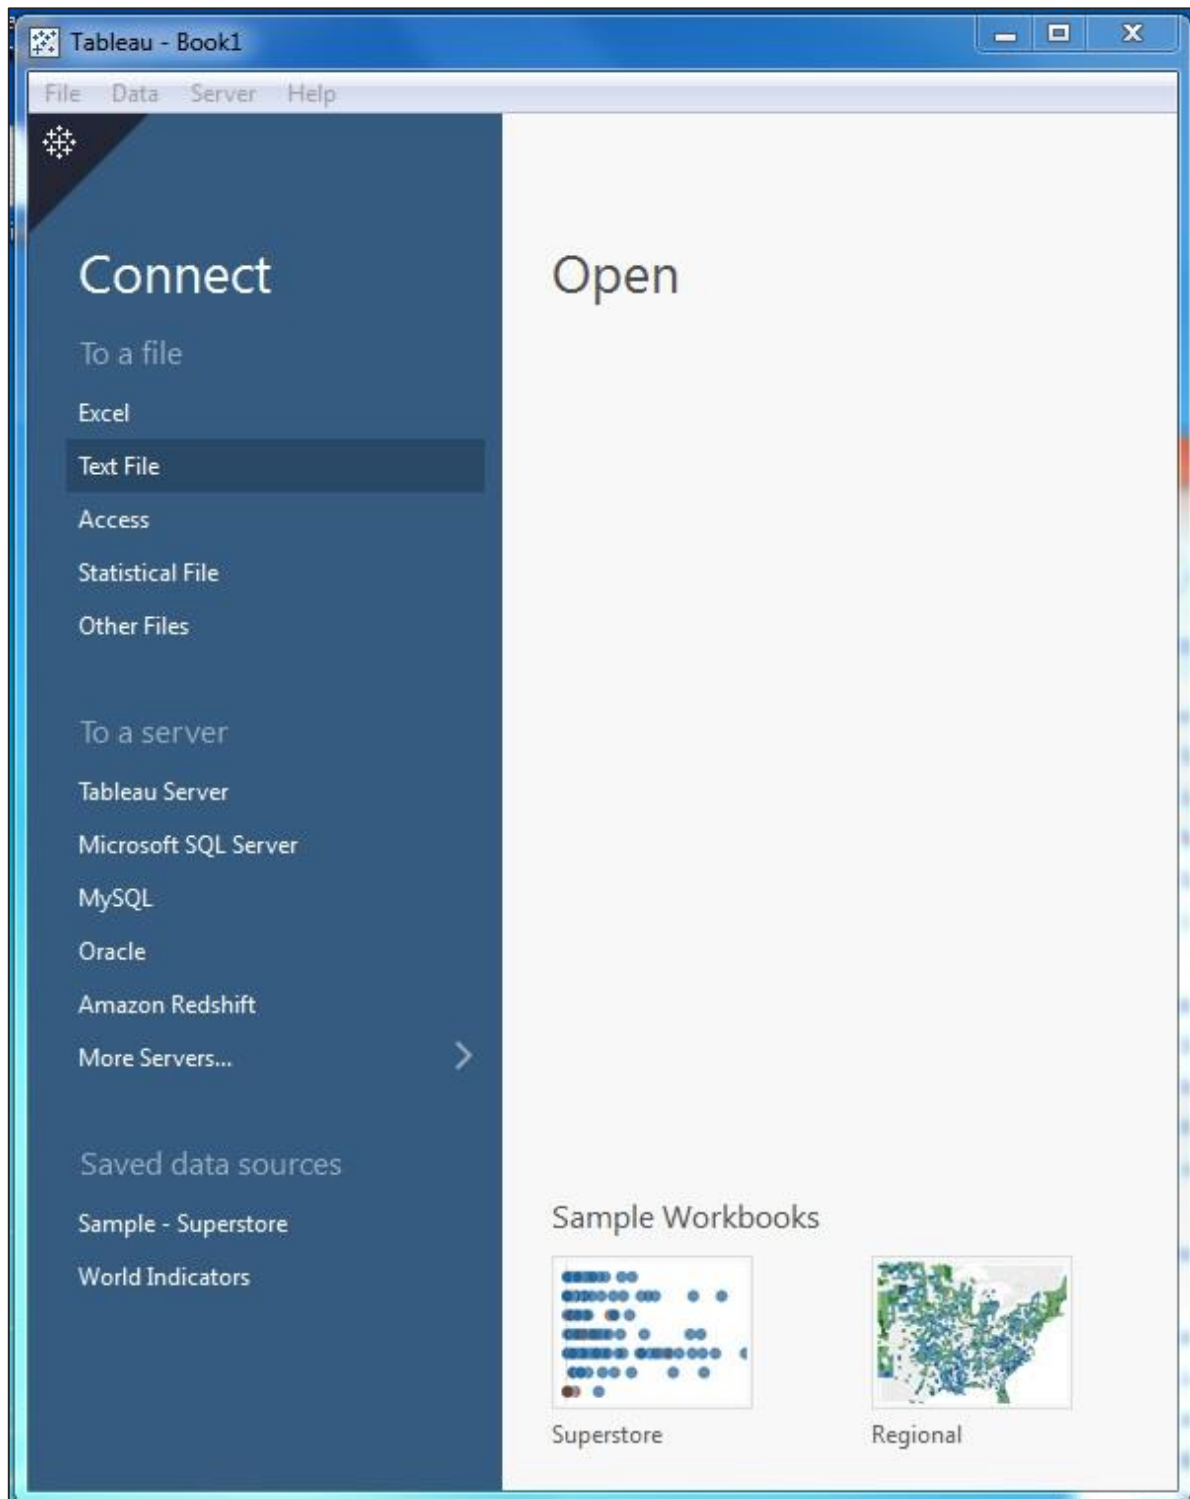 Tableau - Book1
File Data Server Help
Connect
To a file
Excel
Text File
Access
Statistical File
Other Files
To a server
Tableau Server
Microsoft SQL Server
MySQL
Oracle
Amazon Redshift
More Servers...
Saved data sources
Sample - Superstore
World Indicators
Open
Sample Workbooks
Superstore
Regional